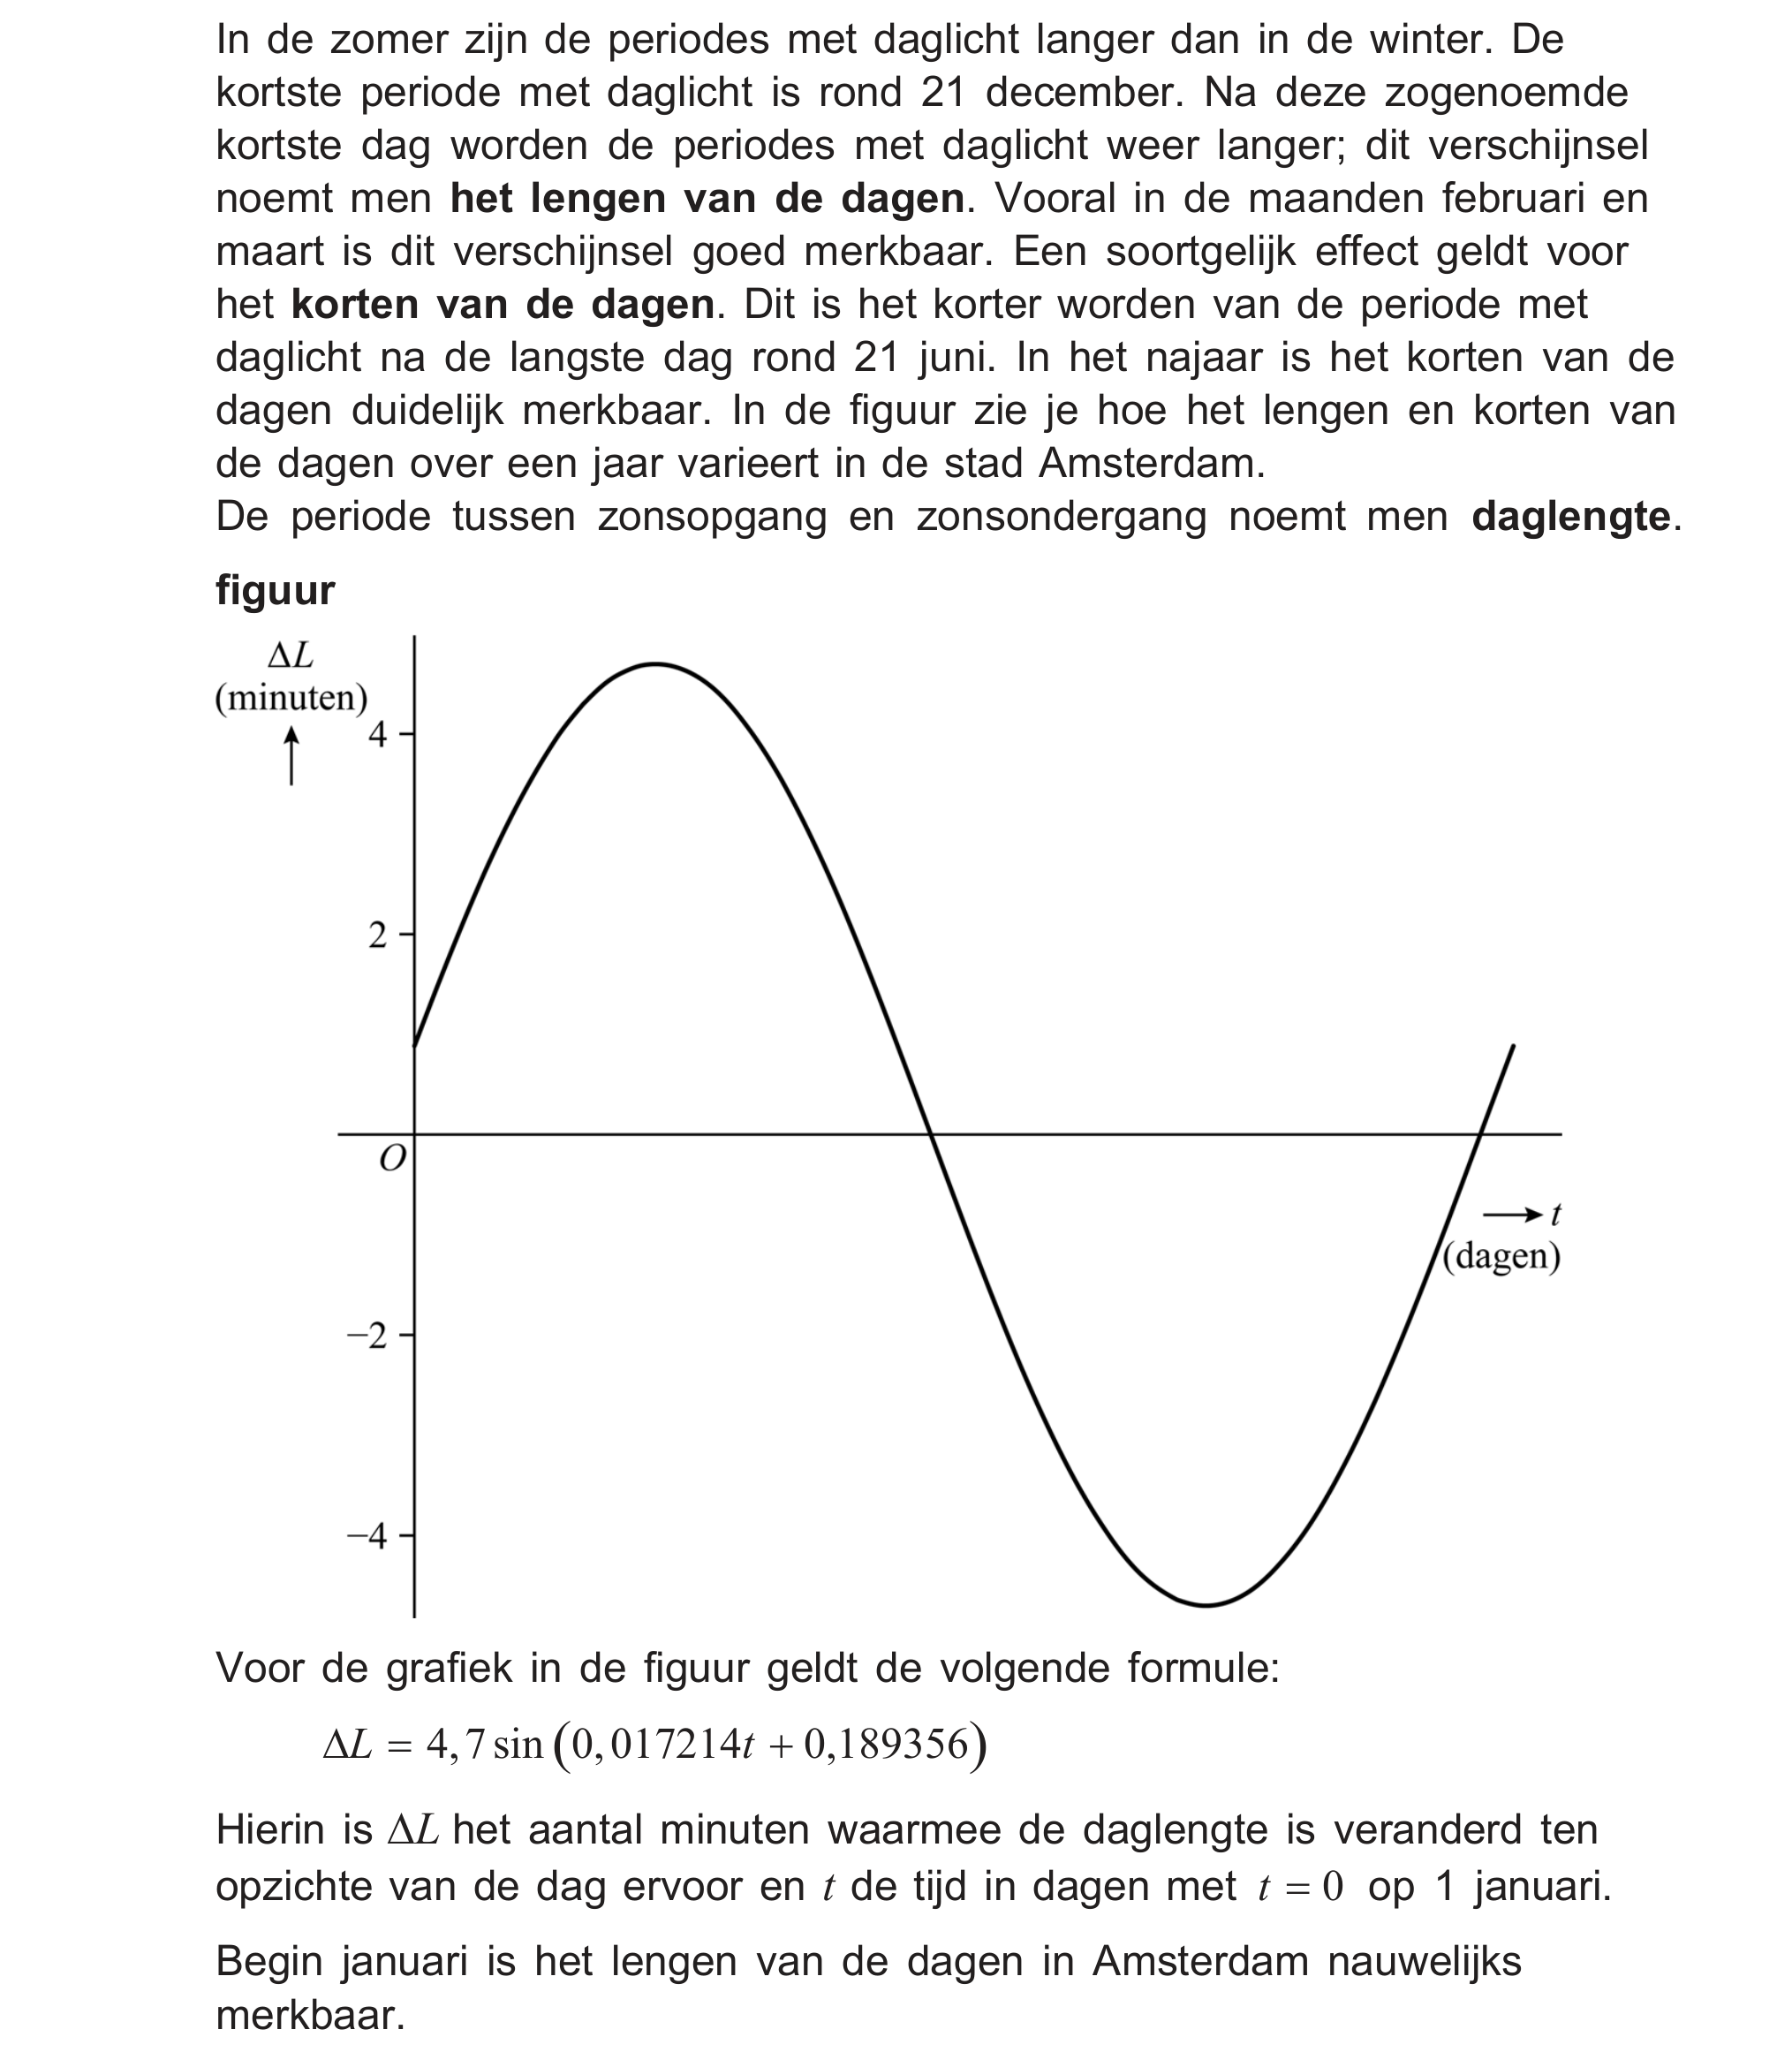 In de zomer zijn de periodes met daglicht langer dan in de winter. De
kortste periode met daglicht is rond 21 december. Na deze zogenoemde
kortste dag worden de periodes met daglicht weer langer; dit verschijnsel
noemt men het lengen van de dagen. Vooral in de maanden februari en
maart is dit verschijnsel goed merkbaar. Een soortgelijk effect geldt voor
het korten van de dagen. Dit is het korter worden van de periode met
daglicht na de langste dag rond 21 juni. In het najaar is het korten van de
dagen duidelijk merkbaar. In de figuur zie je hoe het lengen en korten van
de dagen over een jaar varieert in de stad Amsterdam.
De periode tussen zonsopgang en zonsondergang noemt men daglengte.
figuur
ΔL
(minuten)
4
2
O
t
(dagen)
−2
−4
Voor de grafiek in de figuur geldt de volgende formule:
ΔL = 4,7 sin (0,017214t + 0,189356)
Hierin is ΔL het aantal minuten waarmee de daglengte is veranderd ten
opzichte van de dag ervoor en t de tijd in dagen met t = 0 op 1 januari.
Begin januari is het lengen van de dagen in Amsterdam nauwelijks
merkbaar.